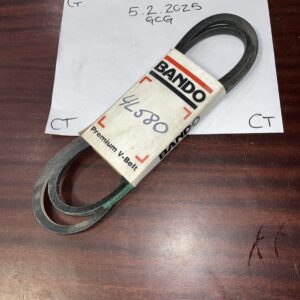 G
5.2.2025
GCG
BANDO
4L580
Premium V-Belt
BANDO
CT
CT